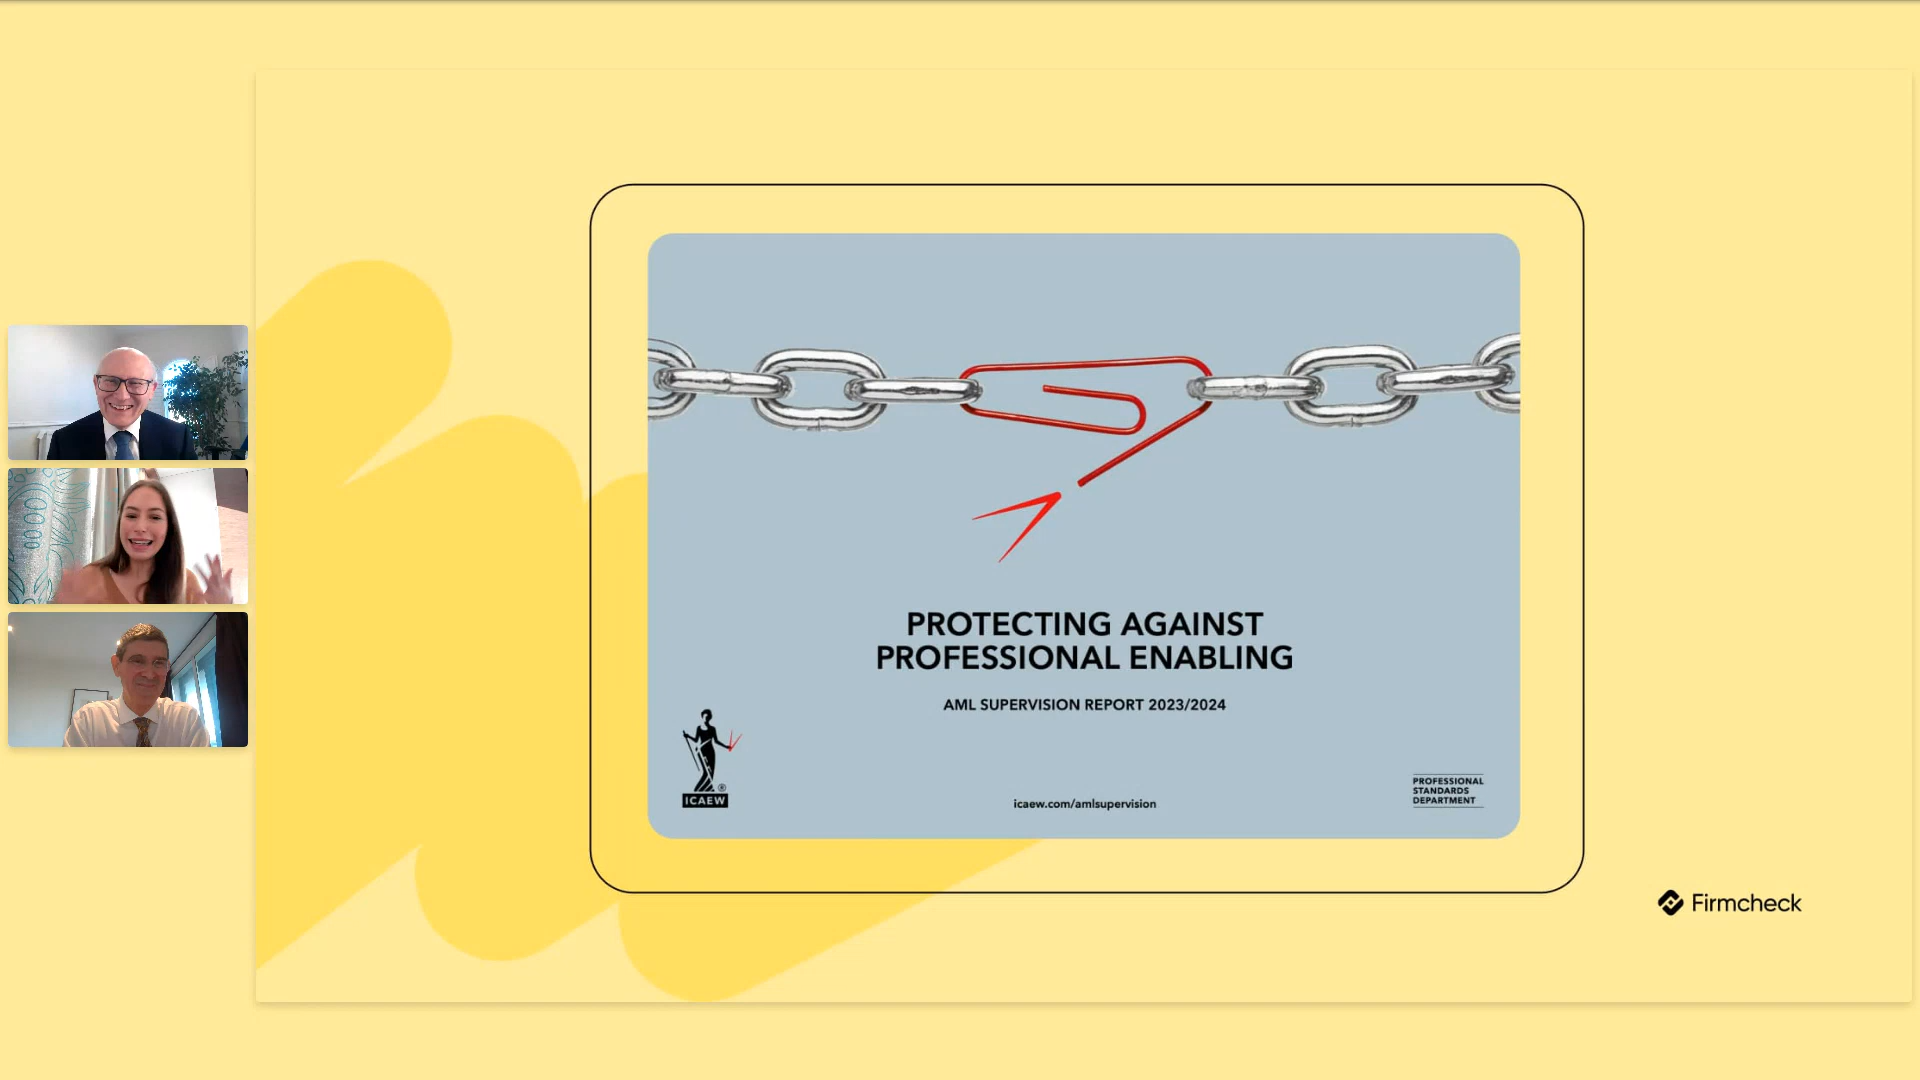 PROTECTING AGAINST
PROFESSIONAL ENABLING
AML SUPERVISION REPORT 2023/2024
ICAEW
®
icaew.com/amlsupervision
PROFESSIONAL
STANDARDS
DEPARTMENT
Firmcheck